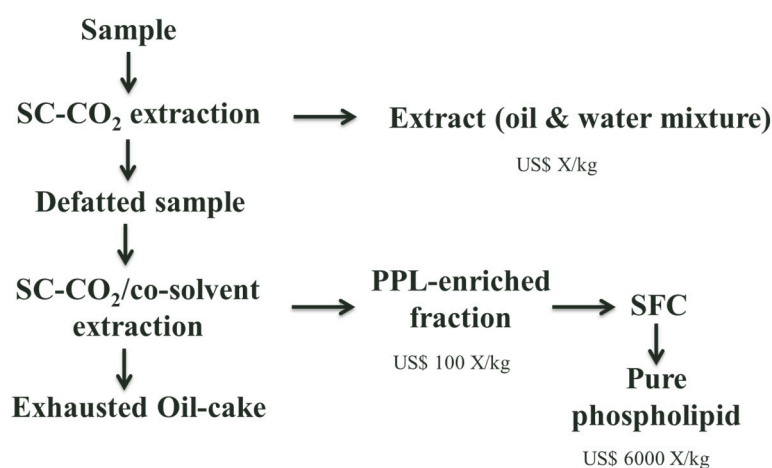 Sample
SC-CO₂ extraction
Extract (oil & water mixture)
US$ X/kg
Defatted sample
SC-CO₂/co-solvent
extraction
PPL-enriched
fraction
US$ 100 X/kg
SFC
Exhausted Oil-cake
Pure
phospholipid
US$ 6000 X/kg